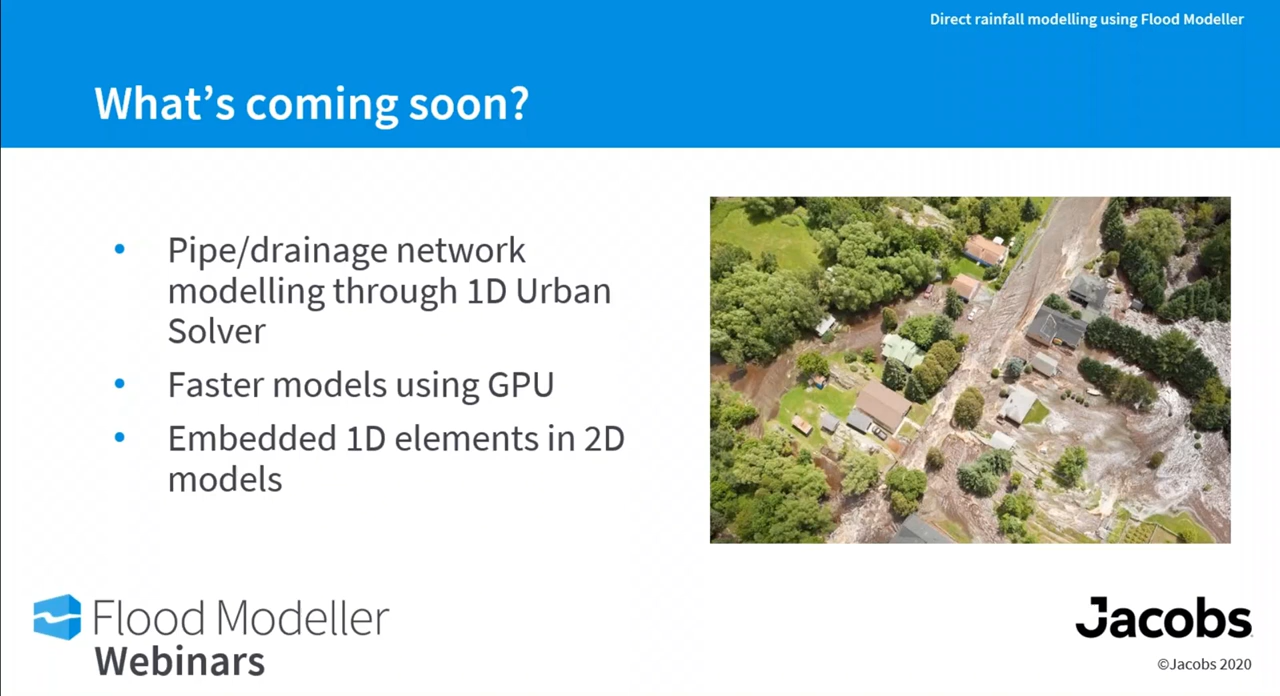 Direct rainfall modelling using Flood Modeller
What’s coming soon?
• Pipe/drainage network
modelling through 1D Urban
Solver
• Faster models using GPU
• Embedded 1D elements in 2D
models
Flood Modeller
Webinars
Jacobs
©Jacobs 2020